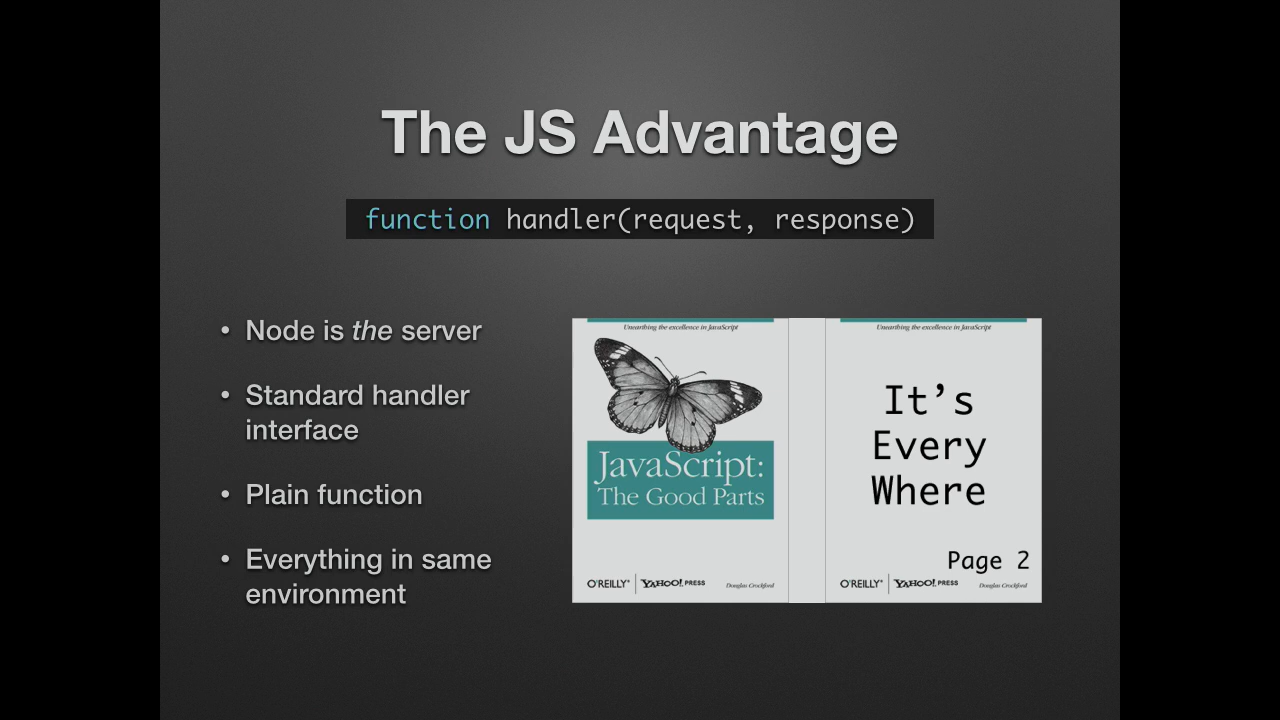 The JS Advantage
function handler(request, response)
• Node is the server
• Standard handler
interface
• Plain function
• Everything in same
environment
Unearthing the excellence in JavaScript
JavaScript:
The Good Parts
O'REILLY® YAHOO! PRESS Douglas Crockford
Unearthing the excellence in JavaScript
It’s
Every
Where
Page 2
O'REILLY® YAHOO! PRESS Douglas Crockford